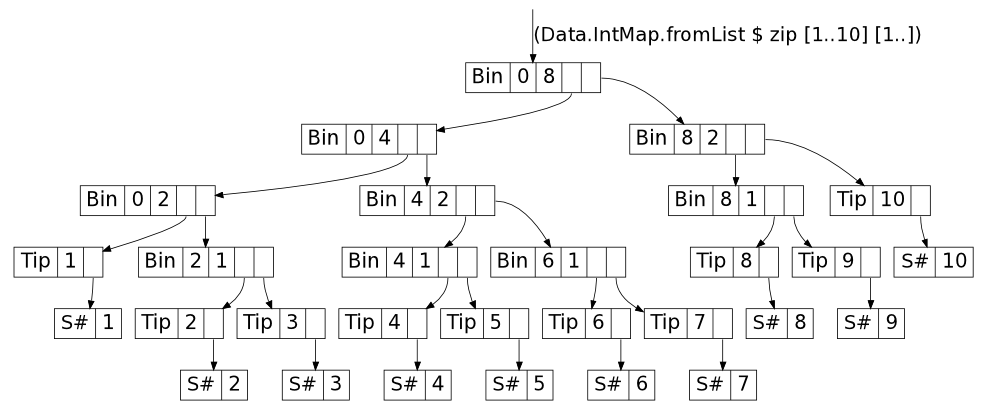 (Data.IntMap.fromList $ zip [1..10] [1..])
Bin 0 8
Bin 0 4 Bin 8 2
Bin 0 2 Bin 4 2 Bin 8 1 Tip 10
Tip 1 Bin 2 1 Bin 4 1 Bin 6 1 Tip 8 Tip 9 S# 10
S# 1 Tip 2 Tip 3 Tip 4 Tip 5 Tip 6 Tip 7 S# 8 S# 9
S# 2 S# 3 S# 4 S# 5 S# 6 S# 7